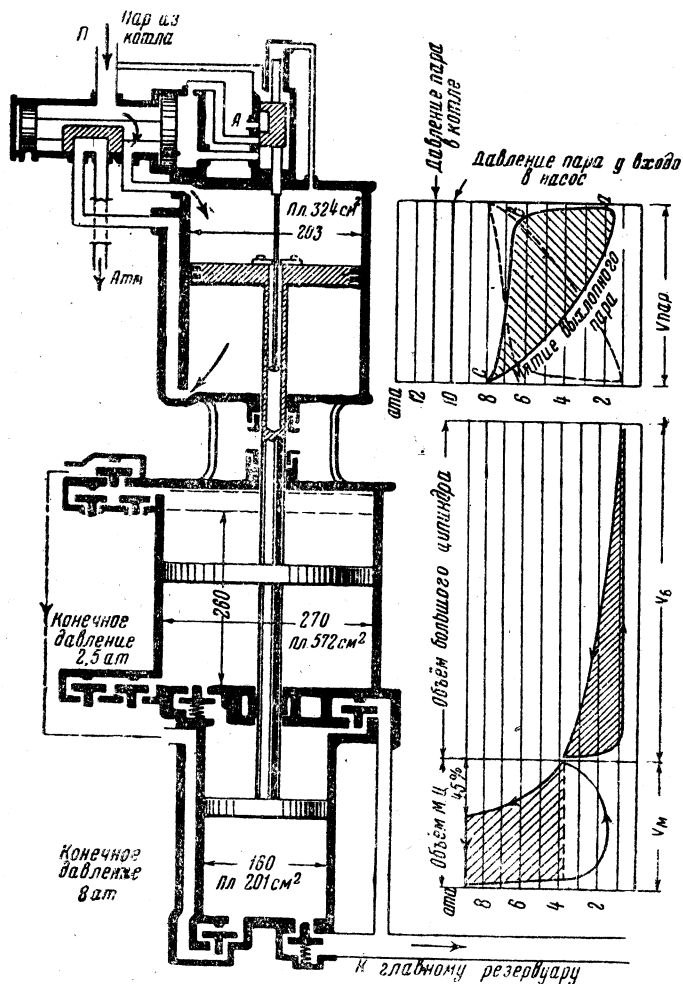 П
Пар из
котла
А
Пл. 324 см²
203
Атм
Давление пара
в котле
Давление пара у входа
в насос
В
С
Мятие выхлопного
пара
Vпар.
ата
12
10
8
6
4
2
Конечное
давление
2,5 ат
260
270
пл. 572 см²
Объём большого цилиндра
Vб
Объём МЦ
45%
Vм
ата
8
6
4
2
Конечное
давление
8 ат
160
Пл 201 см²
К главному резервуару